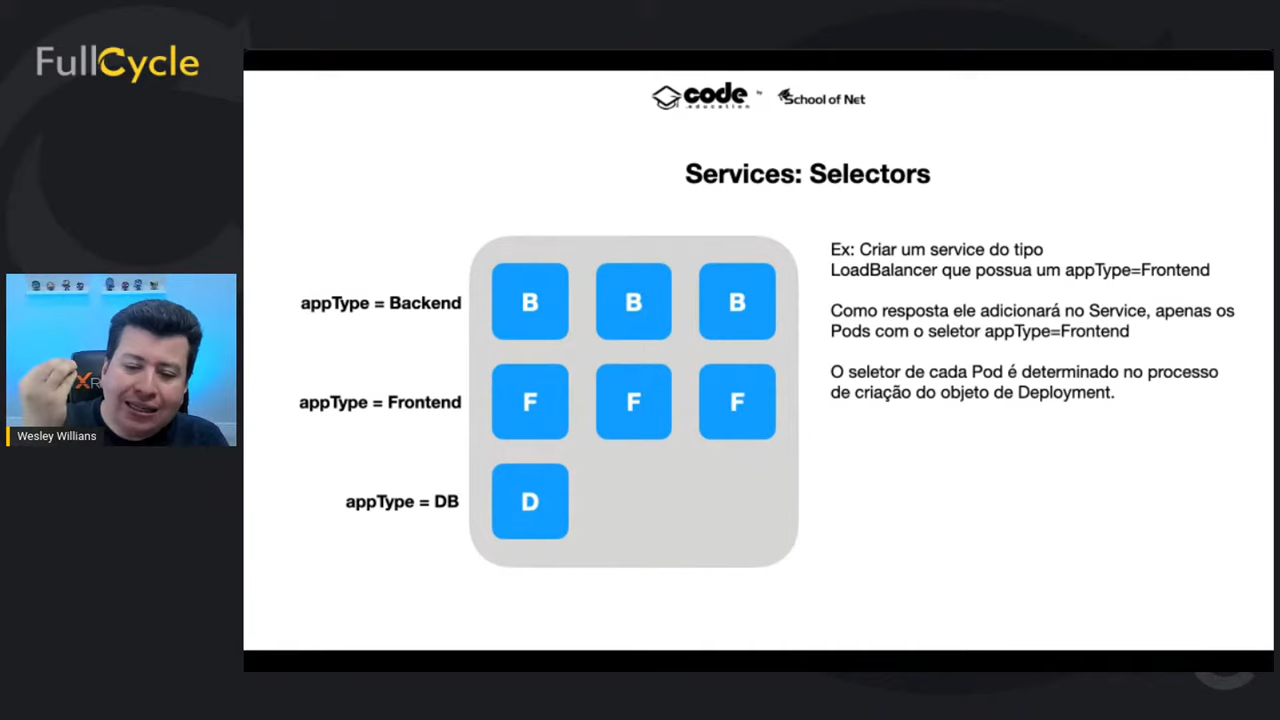 FullCycle
code
.education
by
School of Net
Services: Selectors
appType = Backend
B B B
appType = Frontend
F F F
appType = DB
D
Ex: Criar um service do tipo
LoadBalancer que possua um appType=Frontend
Como resposta ele adicionará no Service, apenas os
Pods com o seletor appType=Frontend
O seletor de cada Pod é determinado no processo
de criação do objeto de Deployment.
Wesley Willians